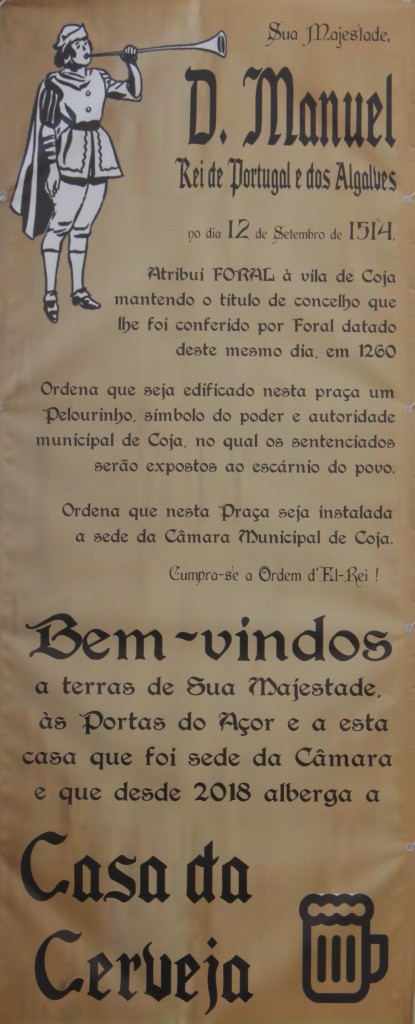 Sua Majestade,
D. Manuel
Rei de Portugal e dos Algalves
no dia 12 de Setembro de 1514,
Atribui FORAL à vila de Coja
mantendo o título de concelho que
lhe foi conferido por Foral datado
deste mesmo dia, em 1260
Ordena que seja edificado nesta praça um
Pelourinho, símbolo do poder e autoridade
municipal de Coja, no qual os sentenciados
serão expostos ao escárnio do povo.
Ordena que nesta Praça seja instalada
a sede da Câmara Municipal de Coja.
Cumpra-se a Ordem d'El-Rei !
Bem-vindos
a terras de Sua Majestade,
às Portas do Açor e a esta
casa que foi sede da Câmara
e que desde 2018 alberga a
Casa da
Cerveja